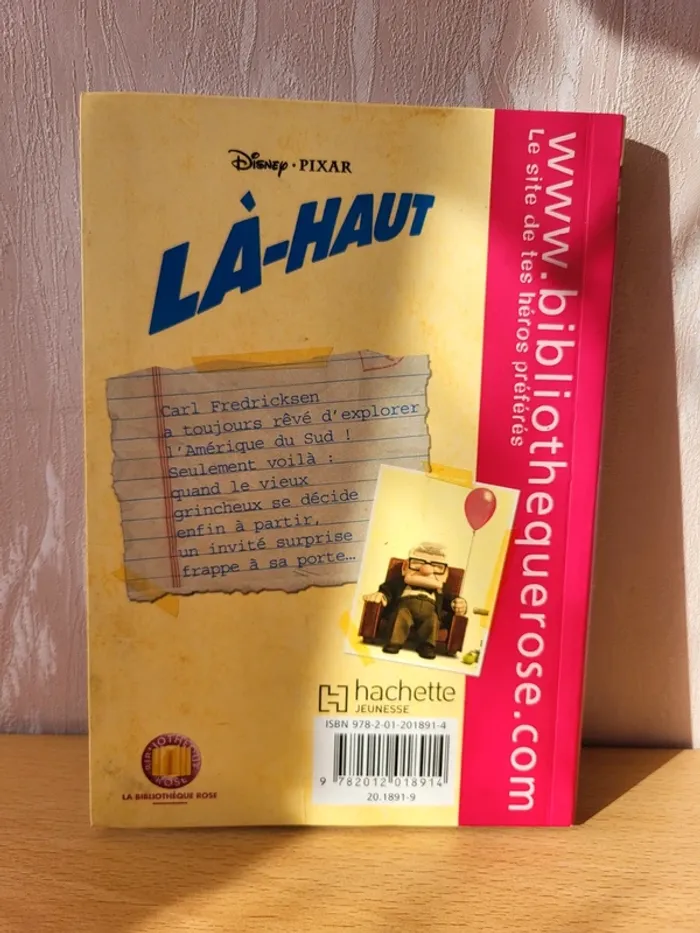 Disney • PIXAR
LÀ-HAUT
Carl Fredricksen
a toujours rêvé d'explorer
l'Amérique du Sud !
Seulement voilà :
quand le vieux
grincheux se décide
enfin à partir,
un invité surprise
frappe à sa porte…
hachette
JEUNESSE
ISBN 978-2-01-201891-4
9 782012 018914
20.1891-9
BIBLIOTHÈQUE
ROSE
LA BIBLIOTHÈQUE ROSE
www.bibliothequerose.com
Le site de tes héros préférés